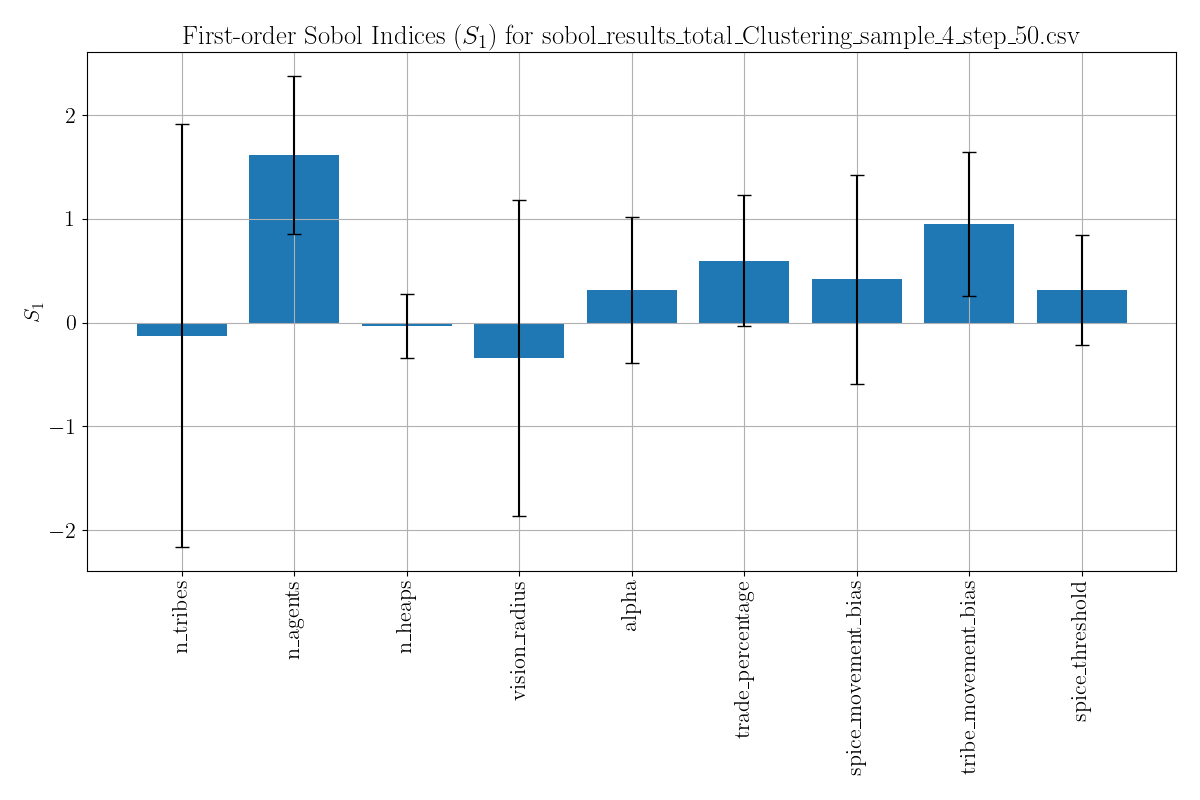 First-order Sobol Indices (S₁) for sobol_results_total_Clustering_sample_4_step_50.csv
2
1
0
−1
−2
S₁
n_tribes
n_agents
n_heaps
vision_radius
alpha
trade_percentage
spice_movement_bias
tribe_movement_bias
spice_threshold